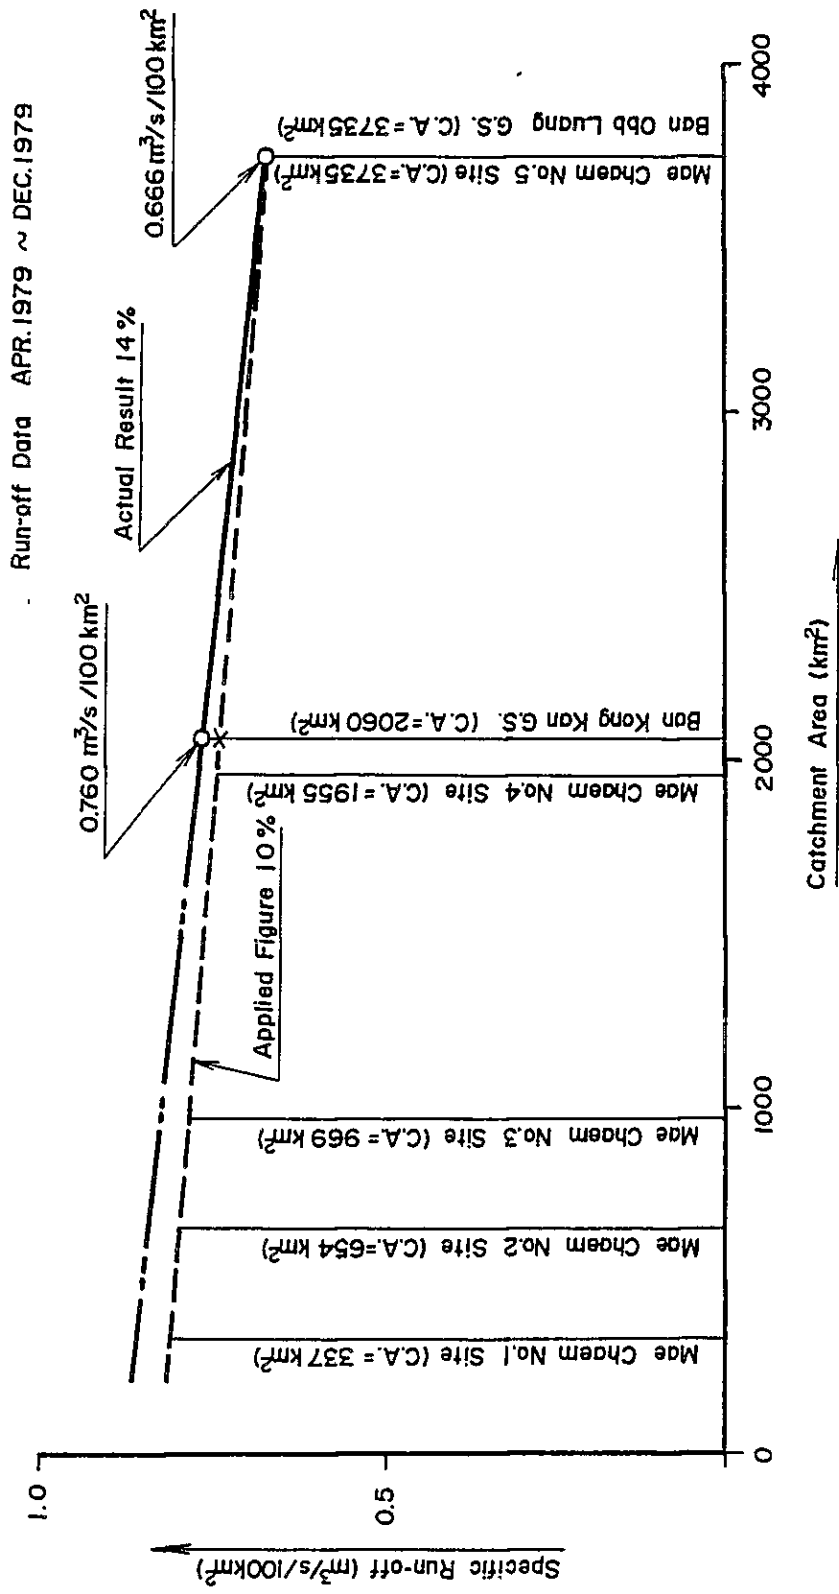 Run-off Data APR.1979 ~ DEC.1979
0.666 m³/s/100 km²
Actual Result 14%
0.760 m³/s/100 km²
Applied Figure 10%
1.0
0.5
Specific Run-off (m³/s/100km²)
Mae Chaem No.1 Site (C.A. = 337 km²)
Mae Chaem No.2 Site (C.A.=654 km²)
Mae Chaem No.3 Site (C.A. = 969 km²)
Mae Chaem No.4 Site (C.A. = 1955 km²)
Ban Kong Kan G.S. (C.A.=2060 km²)
Mae Chaem No.5 Site (C.A.=3735km²)
Ban Obb Luang G.S. (C.A.=3735km²)
0
1000
2000
3000
4000
Catchment Area (km²)